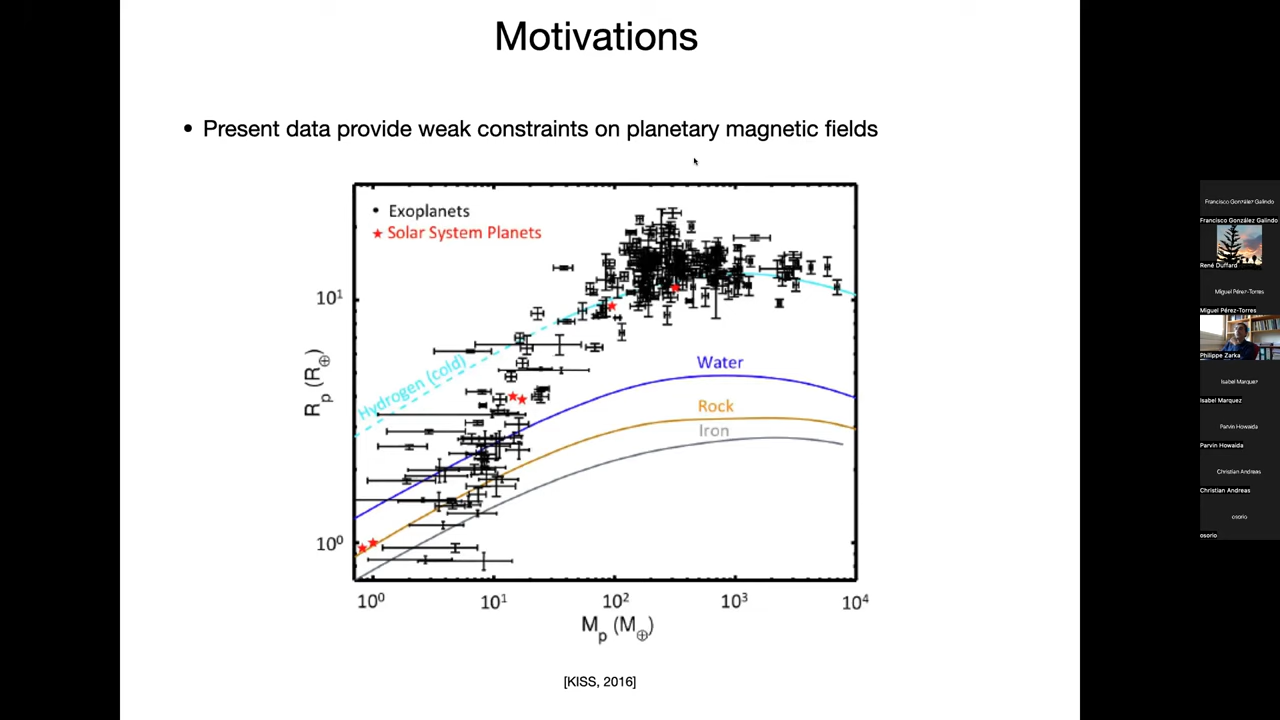 Motivations
• Present data provide weak constraints on planetary magnetic fields
Exoplanets
Solar System Planets
Hydrogen (cold)
Water
Rock
Iron
10¹
10⁰
R_p (R_⊕)
10⁰ 10¹ 10² 10³ 10⁴
M_p (M_⊕)
[KISS, 2016]
Francisco González Galindo
Francisco González Galindo
René Duffard
Miguel Pérez-Torres
Miguel Pérez-Torres
Philippe Zarka
Isabel Marquez
Isabel Marquez
Parvin Howaida
Parvin Howaida
Christian Andreas
Christian Andreas
osorio
osorio